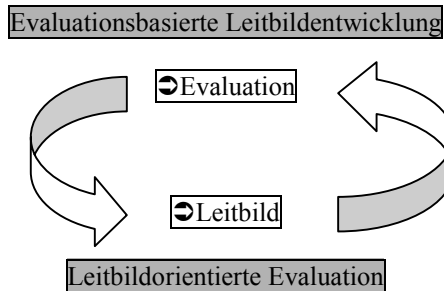 Evaluationsbasierte Leitbildentwicklung
➲Evaluation
➲Leitbild
Leitbildorientierte Evaluation